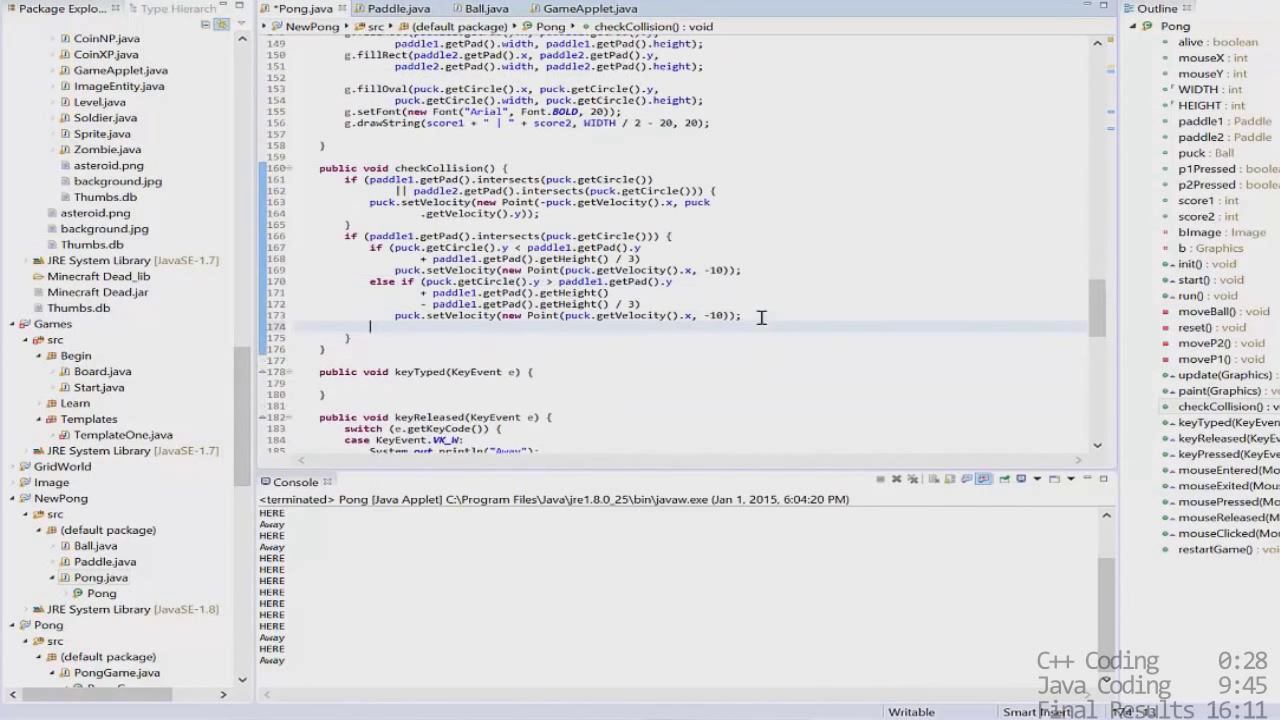 Package Explo...
Type Hierarch
*Pong.java
Paddle.java
Ball.java
GameApplet.java
Outline
NewPong
src
(default package)
Pong
checkCollision() : void
CoinNP.java
CoinXP.java
GameApplet.java
ImageEntity.java
Level.java
Soldier.java
Sprite.java
Zombie.java
asteroid.png
background.jpg
Thumbs.db
asteroid.png
background.jpg
Thumbs.db
JRE System Library [JavaSE-1.7]
Minecraft Dead_lib
Minecraft Dead.jar
Thumbs.db
Games
src
Begin
Board.java
Start.java
Learn
Templates
TemplateOne.java
JRE System Library [JavaSE-1.7]
GridWorld
Image
NewPong
src
(default package)
Ball.java
Paddle.java
Pong.java
Pong
JRE System Library [JavaSE-1.8]
Pong
src
(default package)
PongGame.java
149 paddle1.getPad().width, paddle1.getPad().height);
150 g.fillRect(paddle2.getPad().x, paddle2.getPad().y,
151 paddle2.getPad().width, paddle2.getPad().height);
152
153 g.fillOval(puck.getCircle().x, puck.getCircle().y,
154 puck.getCircle().width, puck.getCircle().height);
155 g.setFont(new Font("Arial", Font.BOLD, 20));
156 g.drawString(score1 + " | " + score2, WIDTH / 2 - 20, 20);
157
158 }
159
160 public void checkCollision() {
161 if (paddle1.getPad().intersects(puck.getCircle())
162 || paddle2.getPad().intersects(puck.getCircle())) {
163 puck.setVelocity(new Point(-puck.getVelocity().x, puck
164 .getVelocity().y));
165 }
166 if (paddle1.getPad().intersects(puck.getCircle())) {
167 if (puck.getCircle().y < paddle1.getPad().y
168 + paddle1.getPad().getHeight() / 3)
169 puck.setVelocity(new Point(puck.getVelocity().x, -10));
170 else if (puck.getCircle().y > paddle1.getPad().y
171 + paddle1.getPad().getHeight()
172 - paddle1.getPad().getHeight() / 3)
173 puck.setVelocity(new Point(puck.getVelocity().x, -10));
174
175 }
176 }
177
178 public void keyTyped(KeyEvent e) {
179
180 }
181
182 public void keyReleased(KeyEvent e) {
183 switch (e.getKeyCode()) {
184 case KeyEvent.VK_W:
185 System.out.println("Away");
Pong
alive : boolean
mouseX : int
mouseY : int
WIDTH : int
HEIGHT : int
paddle1 : Paddle
paddle2 : Paddle
puck : Ball
p1Pressed : int
p2Pressed : int
score1 : int
score2 : int
bImage : Image
b : Graphics
init() : void
start() : void
run() : void
moveBall() : void
reset() : void
moveP2() : void
moveP1() : void
update(Graphics)
paint(Graphics) :
checkCollision() : v
keyTyped(KeyEven
keyReleased(KeyE
keyPressed(KeyEv
mouseEntered(Mo
mouseExited(Mou
mousePressed(Mo
mouseReleased(M
mouseClicked(Mo
restartGame() : voi
Console
<terminated> Pong [Java Applet] C:\Program Files\Java\jre1.8.0_25\bin\javaw.exe (Jan 1, 2015, 6:04:20 PM)
HERE
Away
HERE
Away
HERE
HERE
HERE
HERE
HERE
HERE
HERE
Away
HERE
Away
C++ Coding 0:28
Java Coding 9:45
Final Results 16:11
Writable
Smart Insert